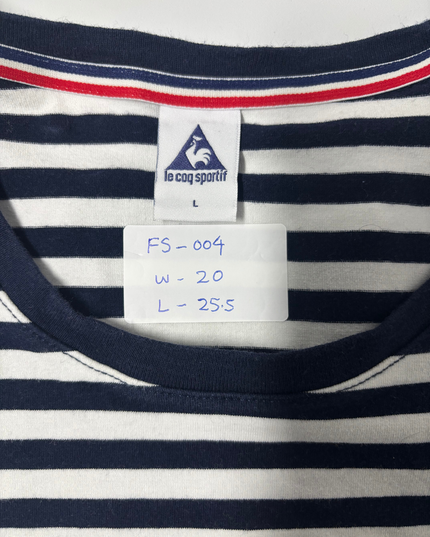 le coq sportif
L
FS-004
W - 20
L - 25.5